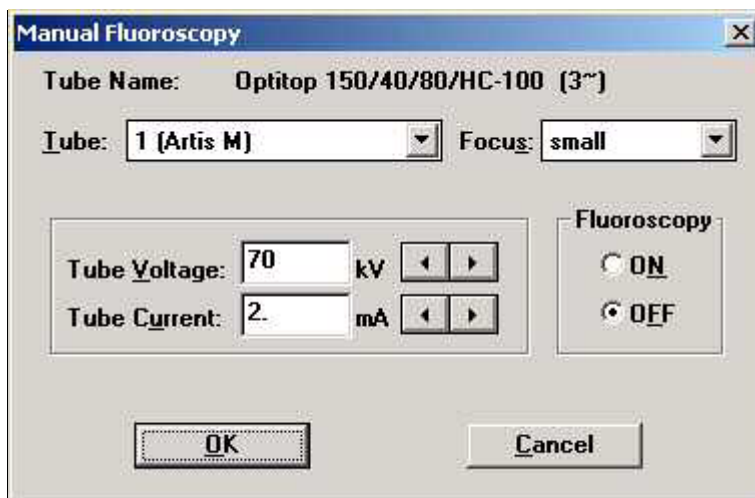 Manual Fluoroscopy
Tube Name: Optitop 150/40/80/HC-100 (3~)
Tube: 1 (Artis M) Focus: small
Fluoroscopy
Tube Voltage: 70 kV ON
Tube Current: 2. mA OFF
OK Cancel